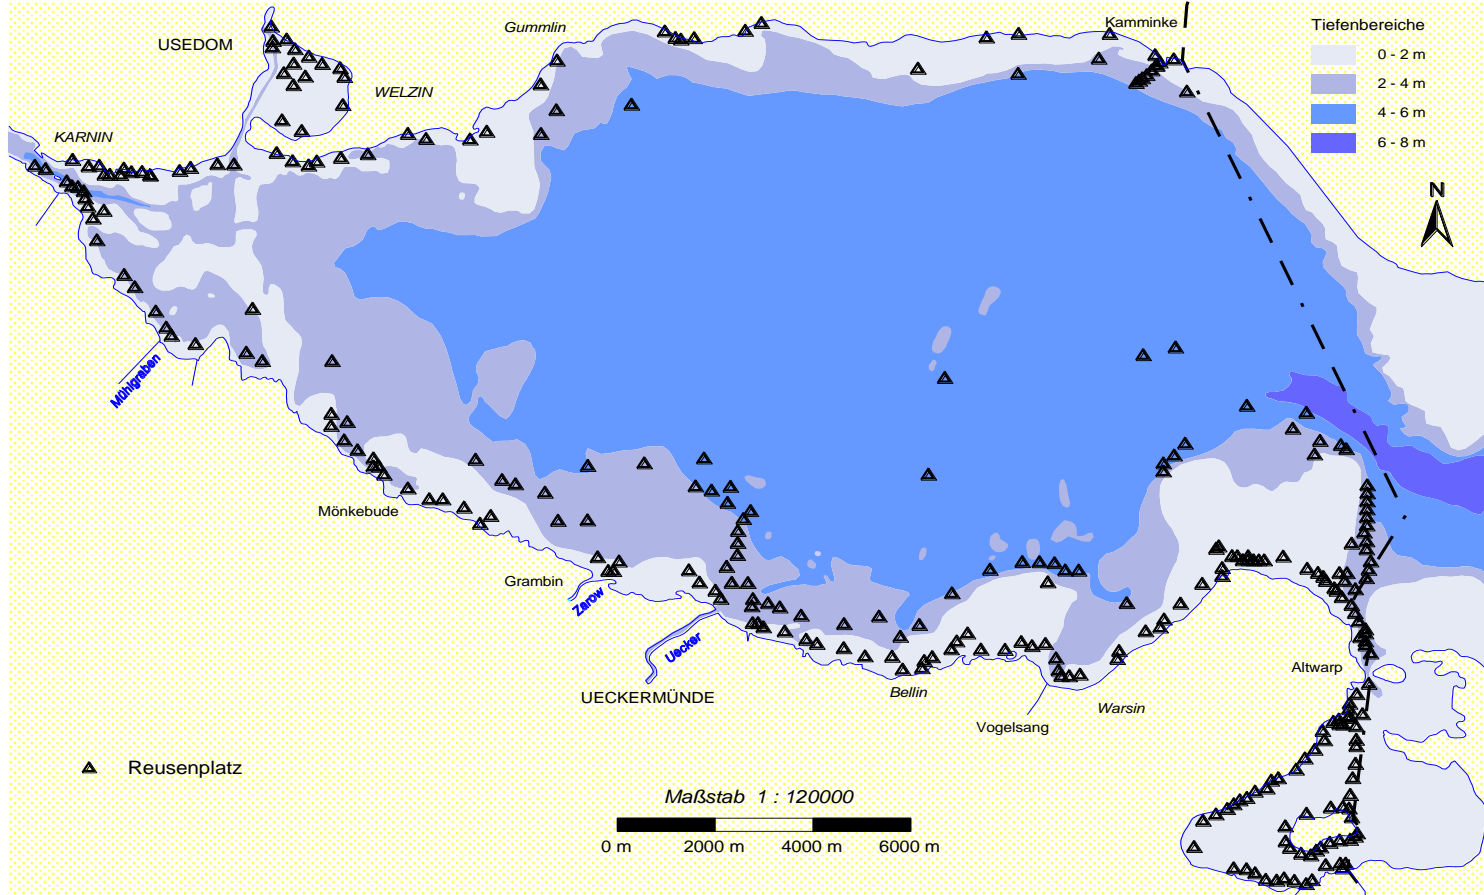 Gummlin
Kamminke
USEDOM
Tiefenbereiche
0 - 2 m
2 - 4 m
4 - 6 m
6 - 8 m
WELZIN
KARNIN
N
Mühlgraben
Mönkebude
Grambin
Zarow
Uecker
UECKERMÜNDE
Bellin
Vogelsang
Warsin
Altwarp
Reusenplatz
Maßstab 1 : 120000
0 m 2000 m 4000 m 6000 m